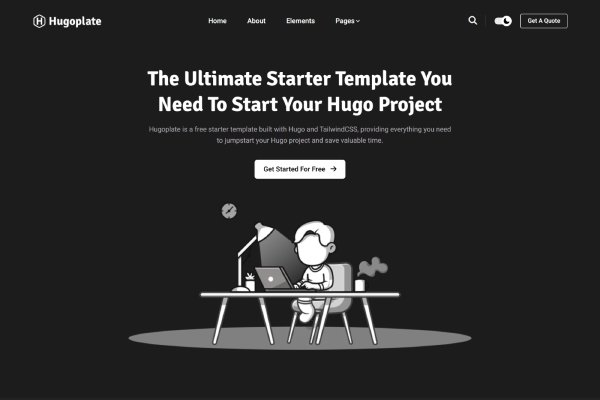 Hugoplate
Home About Elements Pages Get A Quote
The Ultimate Starter Template You
Need To Start Your Hugo Project
Hugoplate is a free starter template built with Hugo and TailwindCSS, providing everything you need
to jumpstart your Hugo project and save valuable time.
Get Started For Free